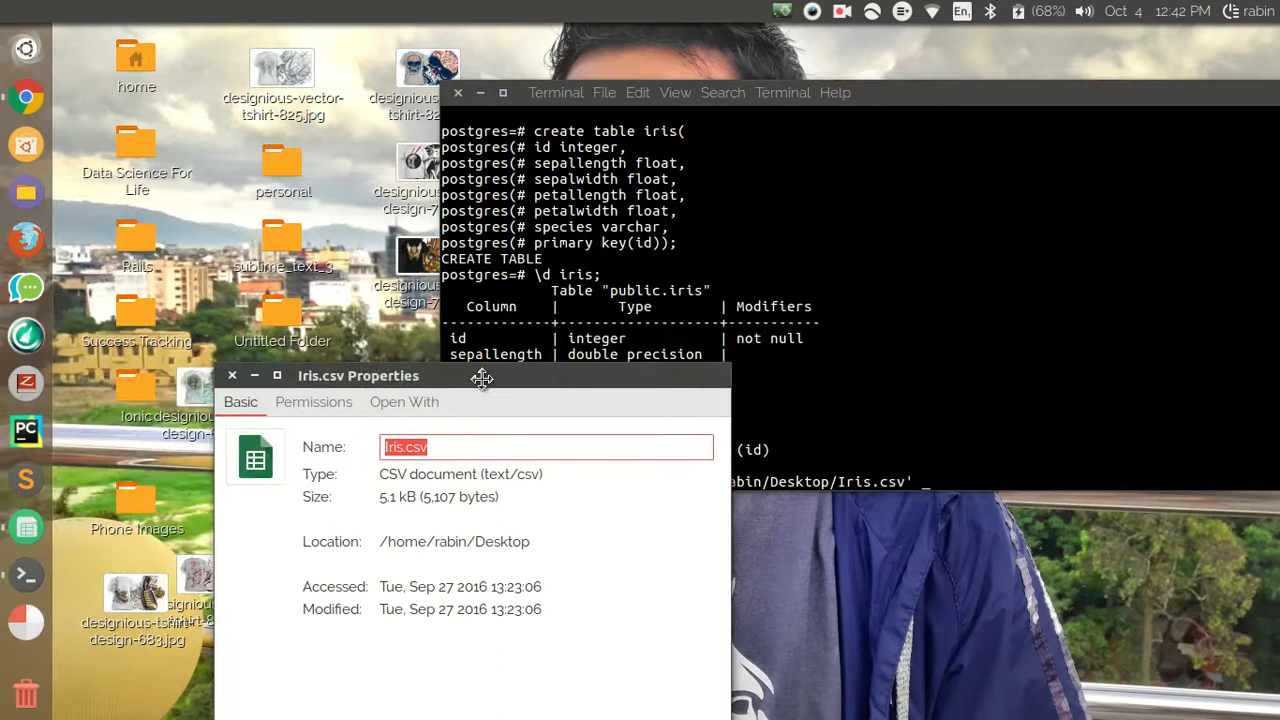 (68%)
Oct 4
12:42 PM
rabin
En
home
Data Science For
Life
Rails
Success Tracking
Ionic
Phone Images
designious-vector-
tshirt-825.jpg
personal
sublime_text_3
Untitled Folder
design-683.jpg
Terminal File Edit View Search Terminal Help
postgres=# create table iris(
postgres(# id integer,
postgres(# sepallength float,
postgres(# sepalwidth float,
postgres(# petallength float,
postgres(# petalwidth float,
postgres(# species varchar,
postgres(# primary key(id));
CREATE TABLE
postgres=# \d iris;
Table "public.iris"
Column | Type | Modifiers
-------------+------------------+-----------
id | integer | not null
sepallength | double precision |
(id)
abin/Desktop/Iris.csv' _
Iris.csv Properties
Basic Permissions Open With
Name: Iris.csv
Type: CSV document (text/csv)
Size: 5,1 kB (5,107 bytes)
Location: /home/rabin/Desktop
Accessed: Tue, Sep 27 2016 13:23:06
Modified: Tue, Sep 27 2016 13:23:06